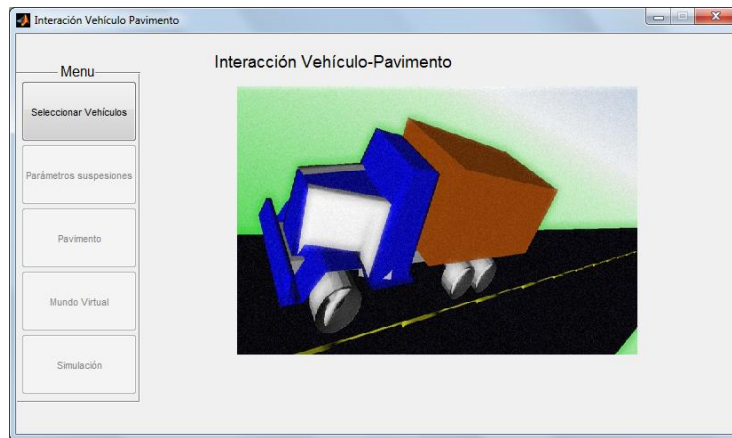 Interación Vehículo Pavimento
Interacción Vehículo-Pavimento
Menu
Seleccionar Vehículos
Parámetros suspesiones
Pavimento
Mundo Virtual
Simulación